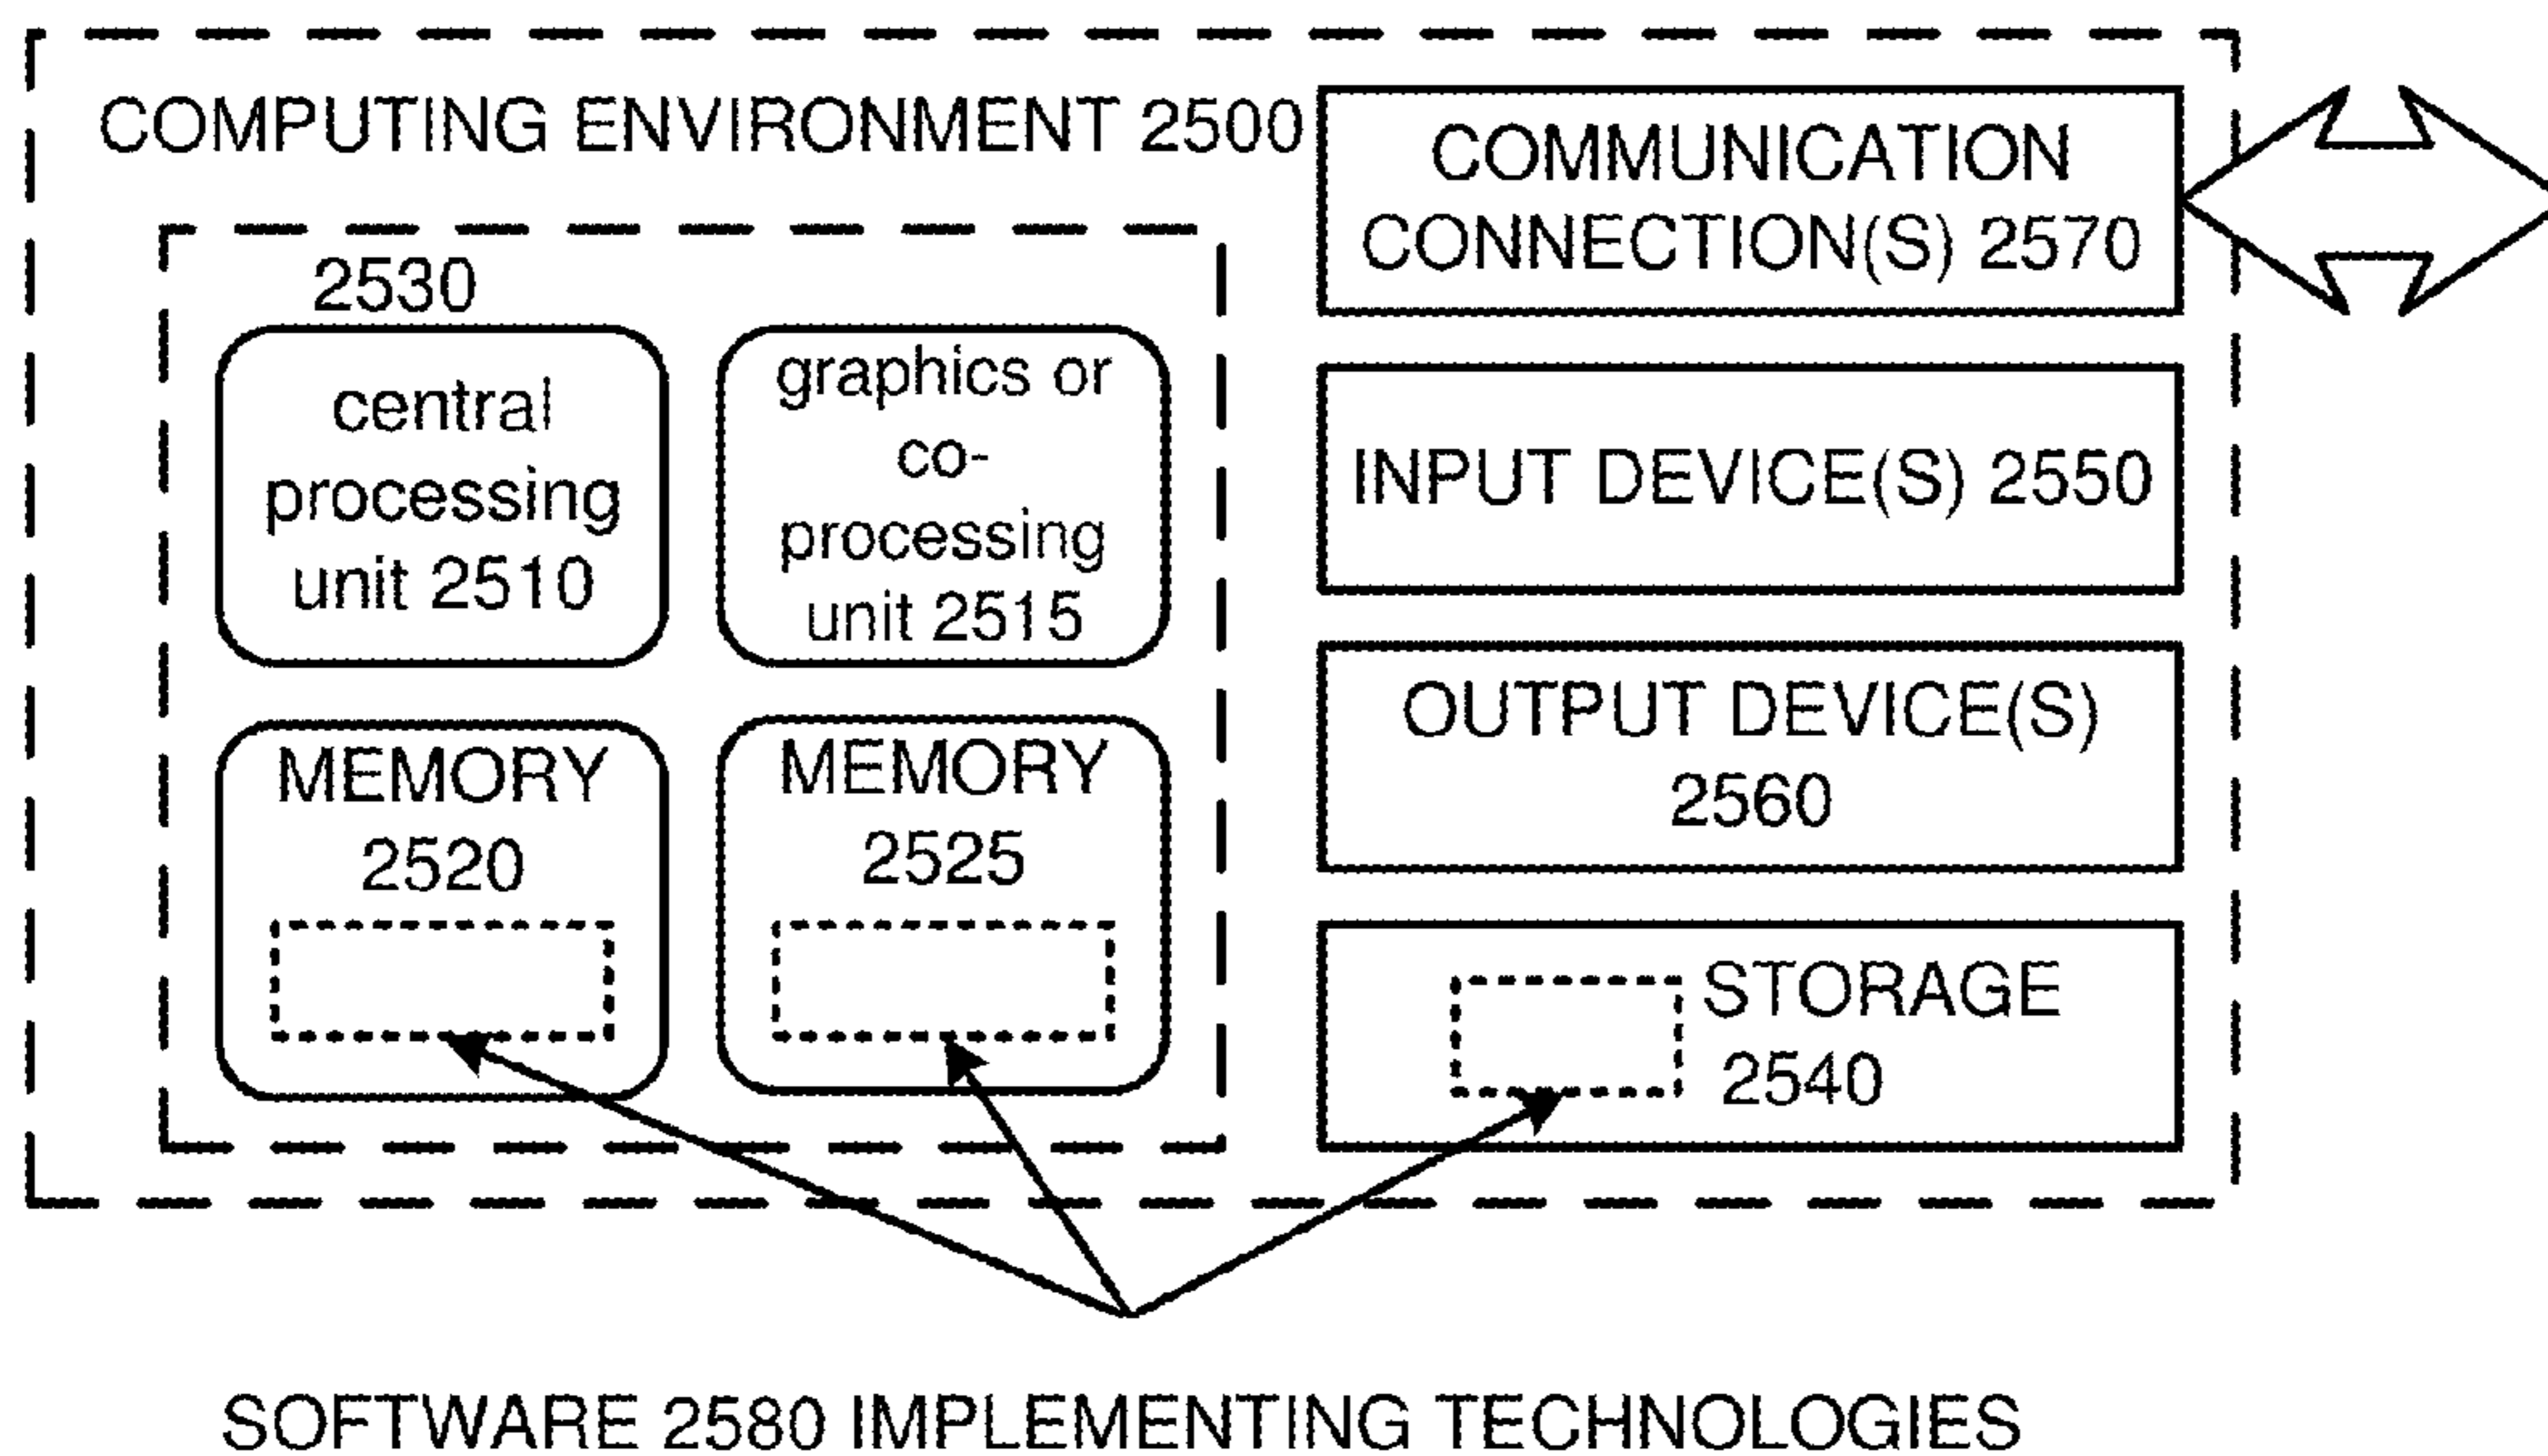 COMPUTING ENVIRONMENT 2500
2530
central
processing
unit 2510
graphics or
co-
processing
unit 2515
MEMORY
2520
MEMORY
2525
COMMUNICATION
CONNECTION(S) 2570
INPUT DEVICE(S) 2550
OUTPUT DEVICE(S)
2560
STORAGE
2540
SOFTWARE 2580 IMPLEMENTING TECHNOLOGIES